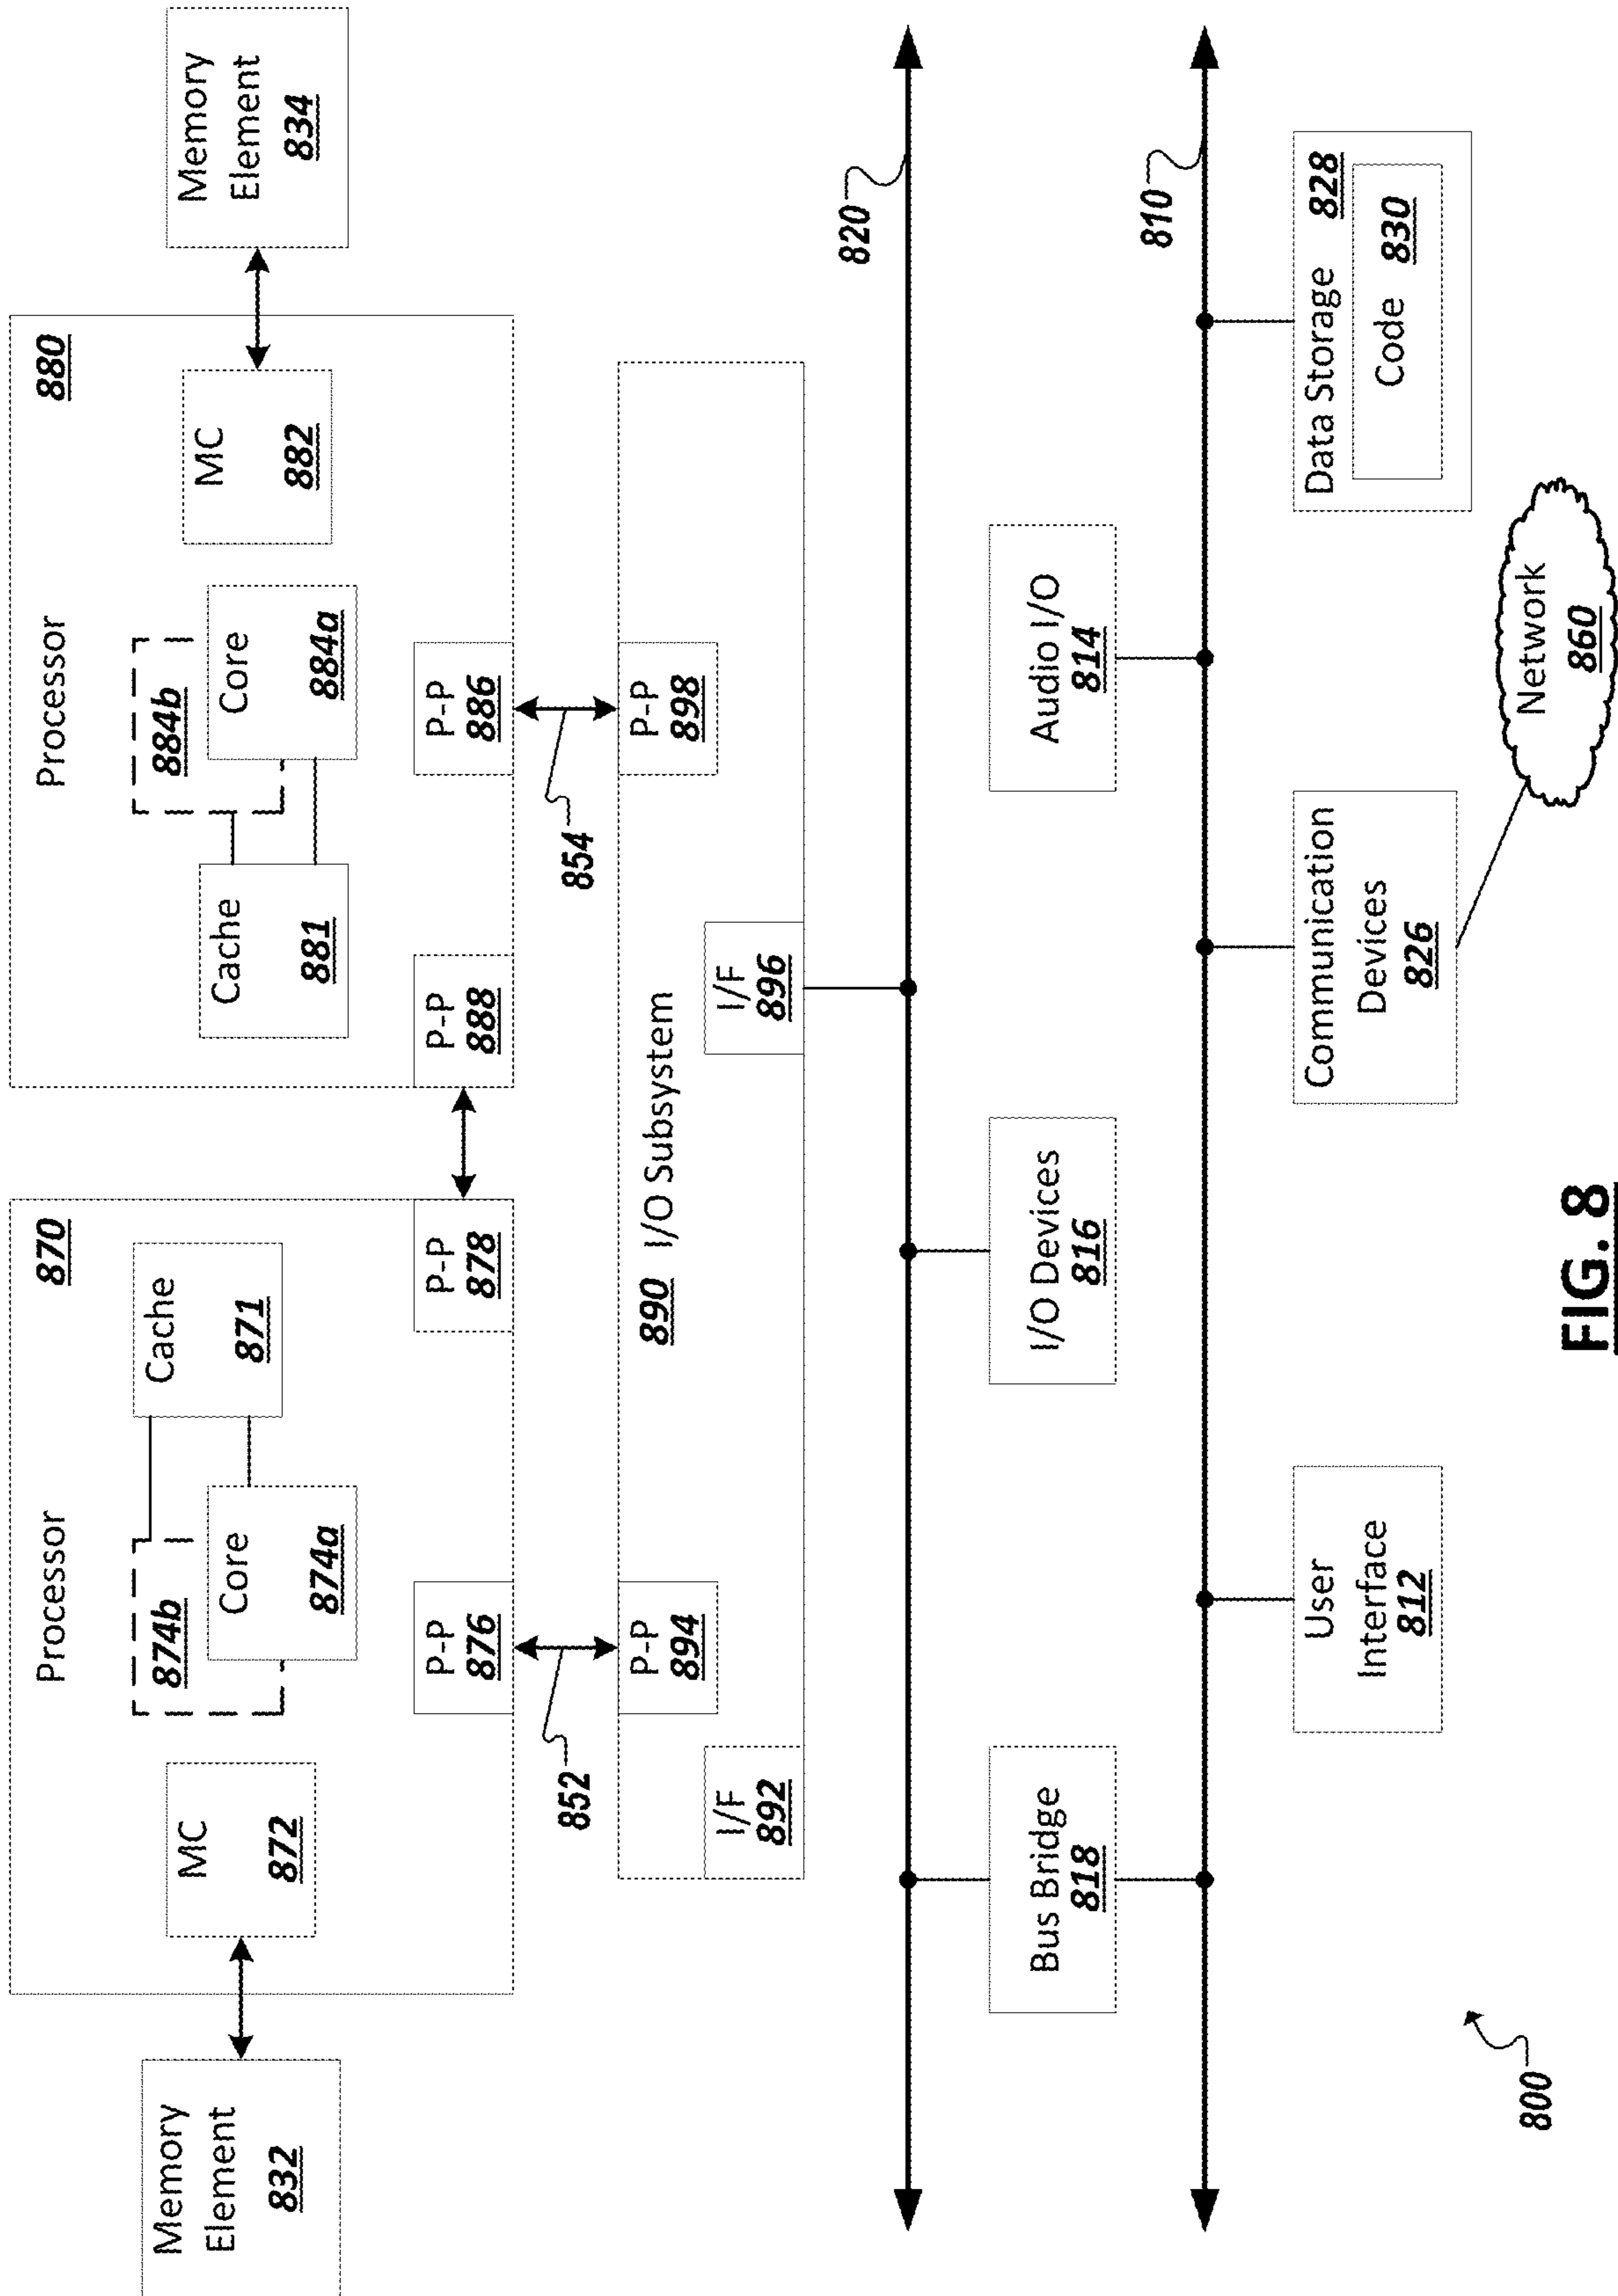 Memory
Element
832
Processor
870
MC
872
874b
Core
874a
Cache
871
P-P
876
P-P
878
Processor
880
Cache
881
884b
Core
884a
MC
882
P-P
888
P-P
886
Memory
Element
834
852
854
890 I/O Subsystem
P-P
894
P-P
898
I/F
892
I/F
896
820
Bus Bridge
818
I/O Devices
816
Audio I/O
814
810
User
Interface
812
Communication
Devices
826
Data Storage 828
Code 830
Network
860
800
FIG. 8